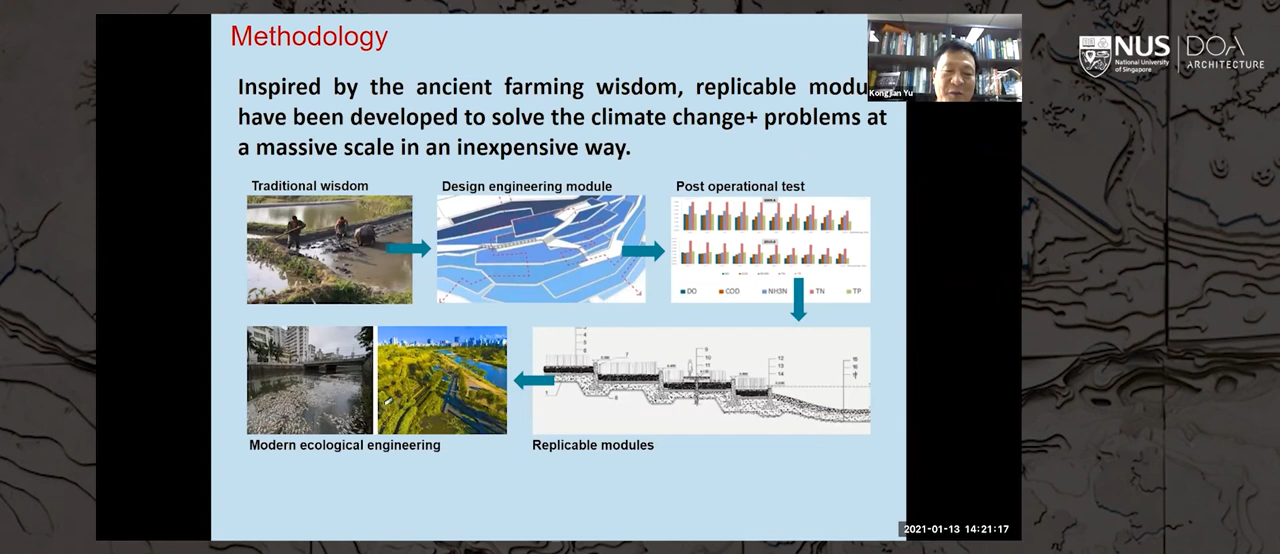 Methodology
Inspired by the ancient farming wisdom, replicable modu
have been developed to solve the climate change+ problems at
a massive scale in an inexpensive way.
Kongjian Yu
NUS
National University
of Singapore
DOA
ARCHITECTURE
Traditional wisdom
Design engineering module
Post operational test
DO COD NH3N TN TP
Modern ecological engineering
Replicable modules
2021-01-13 14:21:17